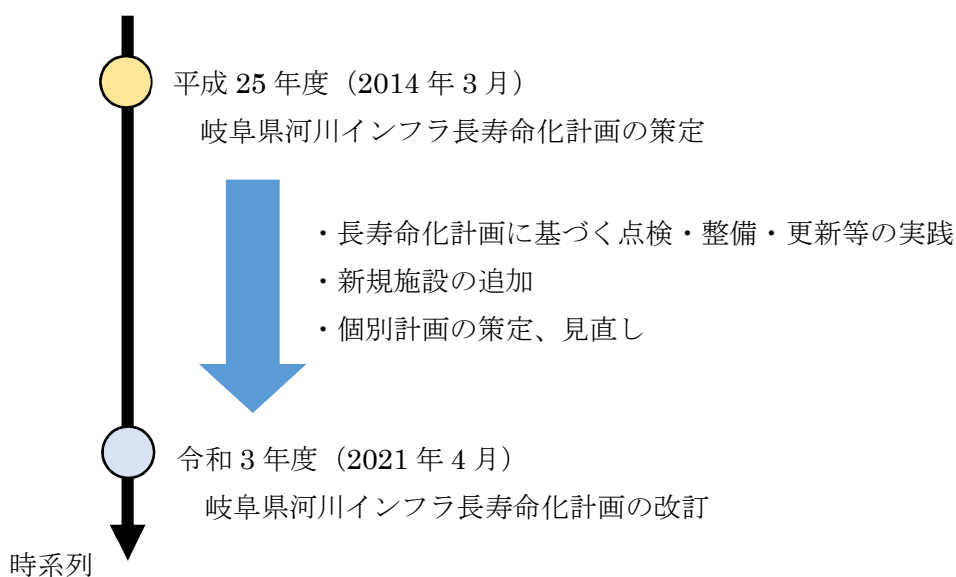 平成 25 年度（2014 年 3 月）
岐阜県河川インフラ長寿命化計画の策定
・長寿命化計画に基づく点検・整備・更新等の実践
・新規施設の追加
・個別計画の策定、見直し
令和 3 年度（2021 年 4 月）
岐阜県河川インフラ長寿命化計画の改訂
時系列